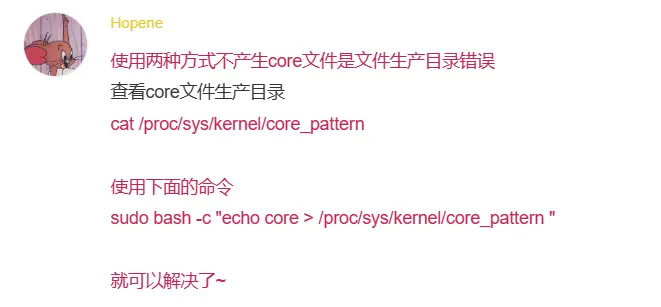 Hopene
使用两种方式不产生core文件是文件生产目录错误
查看core文件生产目录
cat /proc/sys/kernel/core_pattern
使用下面的命令
sudo bash -c "echo core > /proc/sys/kernel/core_pattern "
就可以解决了~